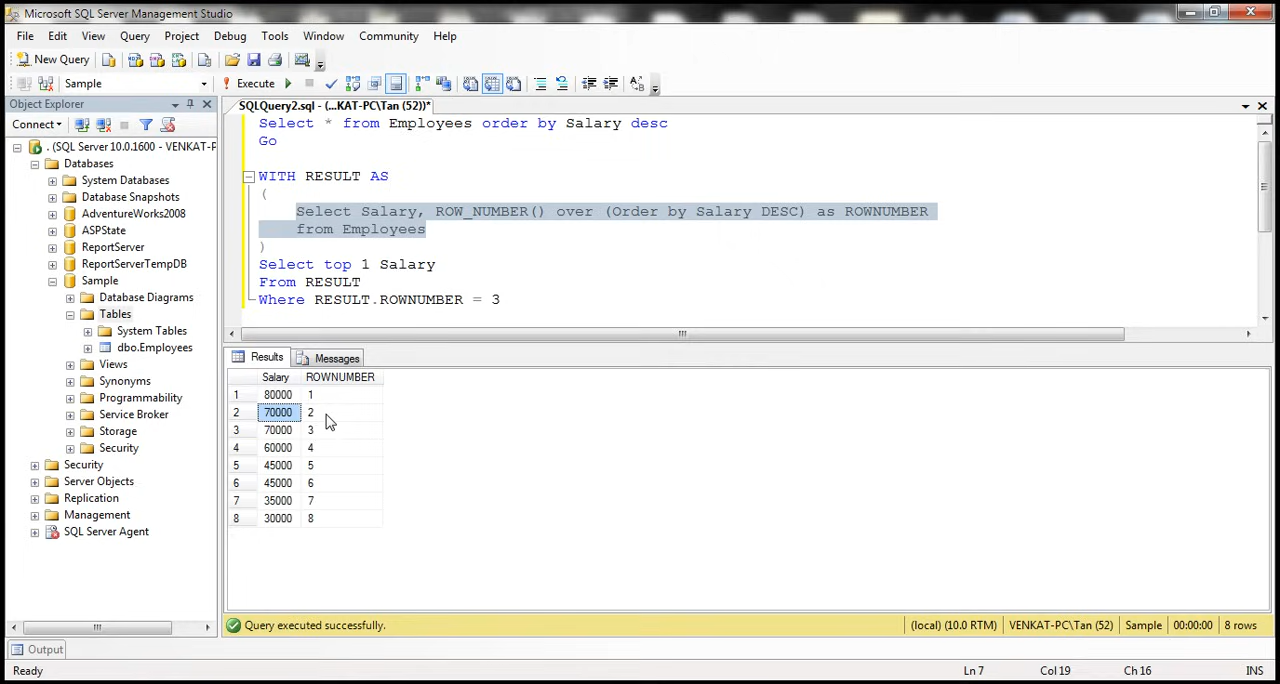 Microsoft SQL Server Management Studio
File Edit View Query Project Debug Tools Window Community Help
New Query
Sample Execute
Object Explorer
SQLQuery2.sql - (...KAT-PC\Tan (52))*
Connect
. (SQL Server 10.0.1600 - VENKAT-P
Databases
System Databases
Database Snapshots
AdventureWorks2008
ASPState
ReportServer
ReportServerTempDB
Sample
Database Diagrams
Tables
System Tables
dbo.Employees
Views
Synonyms
Programmability
Service Broker
Storage
Security
Security
Server Objects
Replication
Management
SQL Server Agent
Select * from Employees order by Salary desc
Go
WITH RESULT AS
(
Select Salary, ROW_NUMBER() over (Order by Salary DESC) as ROWNUMBER
from Employees
)
Select top 1 Salary
From RESULT
Where RESULT.ROWNUMBER = 3
Results Messages
Salary ROWNUMBER
1 80000 1
2 70000 2
3 70000 3
4 60000 4
5 45000 5
6 45000 6
7 35000 7
8 30000 8
Query executed successfully. (local) (10.0 RTM) VENKAT-PC\Tan (52) Sample 00:00:00 8 rows
Output
Ready Ln 7 Col 19 Ch 16 INS